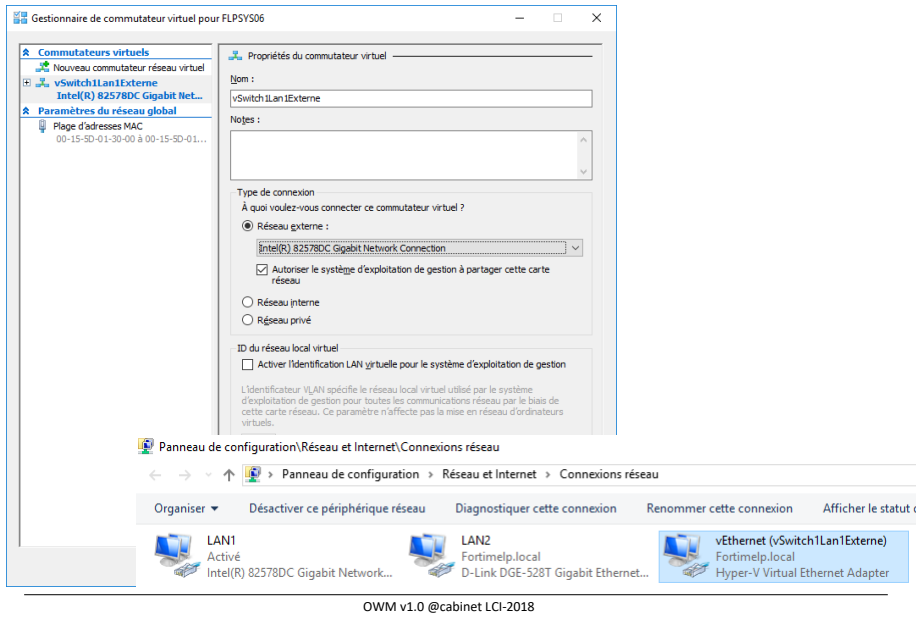 Gestionnaire de commutateur virtuel pour FLPSYS06
Commutateurs virtuels
Nouveau commutateur réseau virtuel
vSwitch1Lan1Externe
Intel(R) 82578DC Gigabit Net...
Paramètres du réseau global
Plage d'adresses MAC
00-15-5D-01-30-00 à 00-15-5D-01...
Propriétés du commutateur virtuel
Nom :
vSwitch1Lan1Externe
Notes :
Type de connexion
À quoi voulez-vous connecter ce commutateur virtuel ?
Réseau externe :
Intel(R) 82578DC Gigabit Network Connection
Autoriser le système d'exploitation de gestion à partager cette carte
réseau
Réseau interne
Réseau privé
ID du réseau local virtuel
Activer l'identification LAN virtuelle pour le système d'exploitation de gestion
L'identificateur VLAN spécifie le réseau local virtuel utilisé par le système
d'exploitation de gestion pour toutes les communications réseau par le biais de
cette carte réseau. Ce paramètre n'affecte pas la mise en réseau d'ordinateurs
virtuels.
Panneau de configuration\Réseau et Internet\Connexions réseau
Panneau de configuration > Réseau et Internet > Connexions réseau
Organiser Désactiver ce périphérique réseau Diagnostiquer cette connexion Renommer cette connexion Afficher le statut
LAN1
Activé
Intel(R) 82578DC Gigabit Network...
LAN2
Fortimelp.local
D-Link DGE-528T Gigabit Ethernet...
vEthernet (vSwitch1Lan1Externe)
Fortimelp.local
Hyper-V Virtual Ethernet Adapter
OWM v1.0 @cabinet LCI-2018